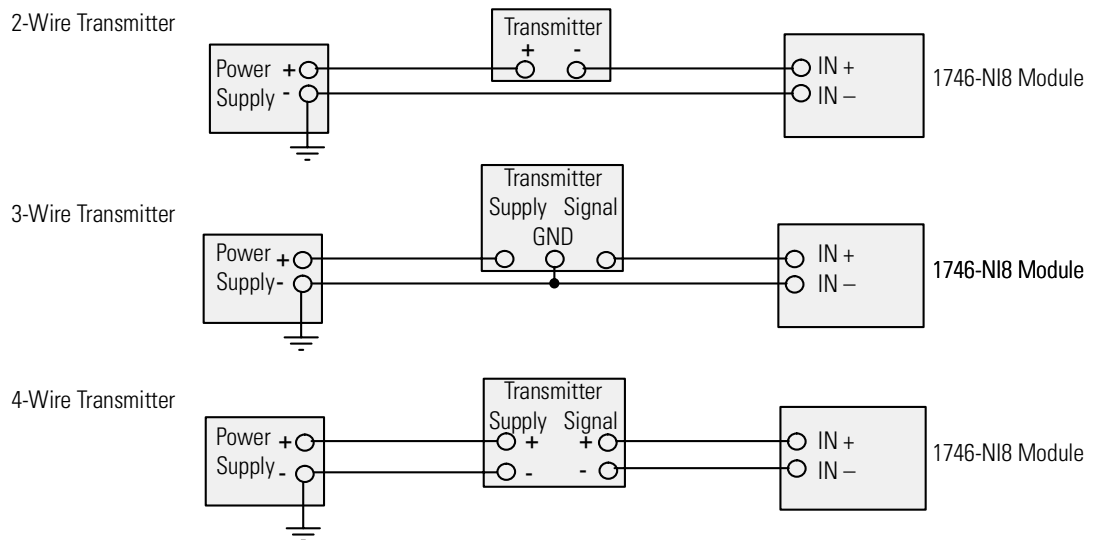 2-Wire Transmitter
Transmitter
+ -
Power +
Supply -
IN +
IN –
1746-NI8 Module
3-Wire Transmitter
Transmitter
Supply Signal
GND
Power +
Supply -
IN +
IN –
1746-NI8 Module
4-Wire Transmitter
Transmitter
Supply Signal
+ +
- -
Power +
Supply -
IN +
IN –
1746-NI8 Module